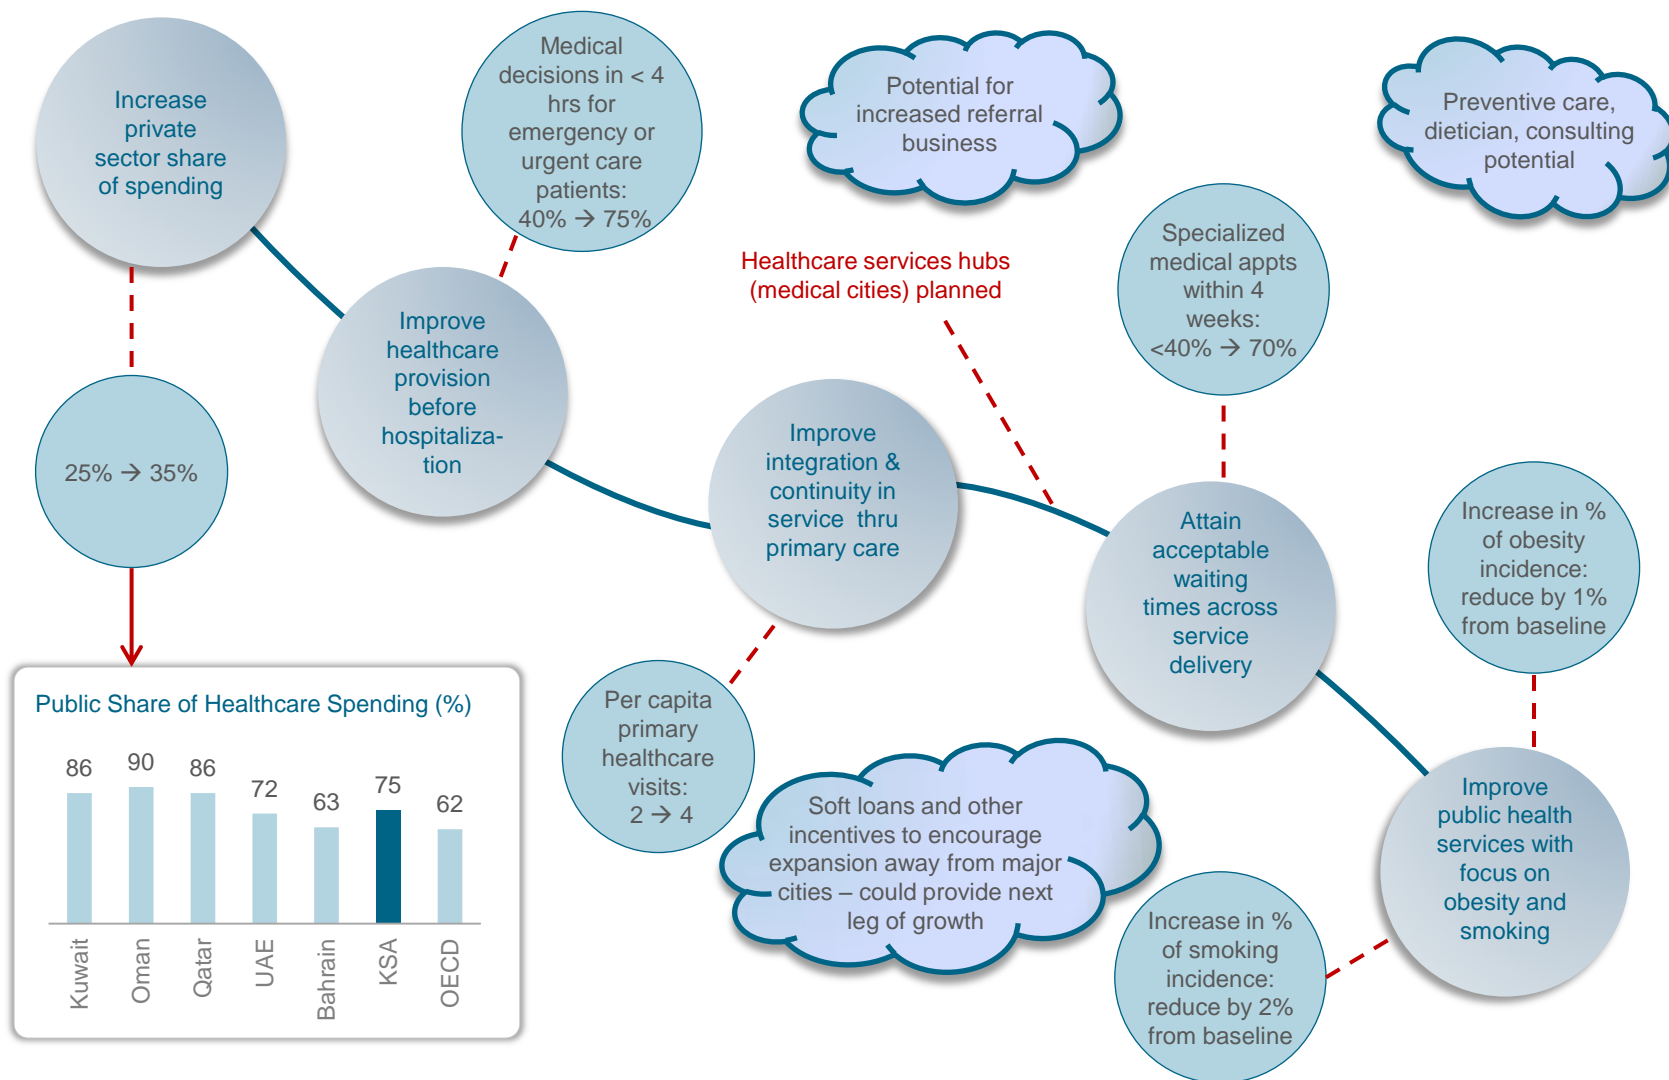 Increase
private
sector share
of spending
Medical
decisions in < 4
hrs for
emergency or
urgent care
patients:
40% → 75%
Potential for
increased referral
business
Preventive care,
dietician, consulting
potential
Healthcare services hubs
(medical cities) planned
Specialized
medical appts
within 4
weeks:
<40% → 70%
Improve
healthcare
provision
before
hospitaliza-
tion
25% → 35%
Improve
integration &
continuity in
service thru
primary care
Attain
acceptable
waiting
times across
service
delivery
Increase in %
of obesity
incidence:
reduce by 1%
from baseline
Public Share of Healthcare Spending (%)
86
90
86
72
63
75
62
Kuwait
Oman
Qatar
UAE
Bahrain
KSA
OECD
Per capita
primary
healthcare
visits:
2 → 4
Soft loans and other
incentives to encourage
expansion away from major
cities – could provide next
leg of growth
Improve
public health
services with
focus on
obesity and
smoking
Increase in %
of smoking
incidence:
reduce by 2%
from baseline